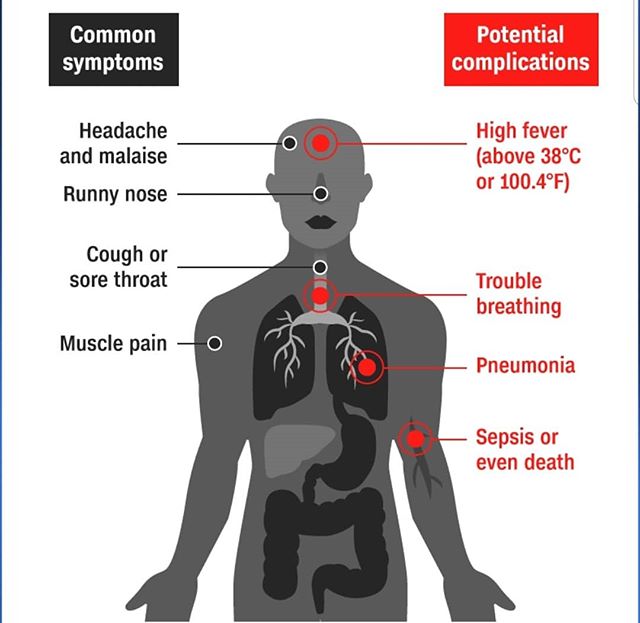 Common
symptoms
Headache
and malaise
Runny nose
Cough or
sore throat
Muscle pain
Potential
complications
High fever
(above 38°C
or 100.4°F)
Trouble
breathing
Pneumonia
Sepsis or
even death